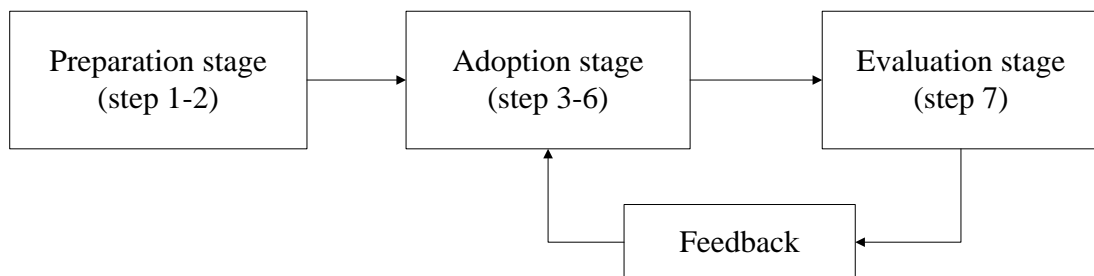 Preparation stage
(step 1-2)
Adoption stage
(step 3-6)
Evaluation stage
(step 7)
Feedback